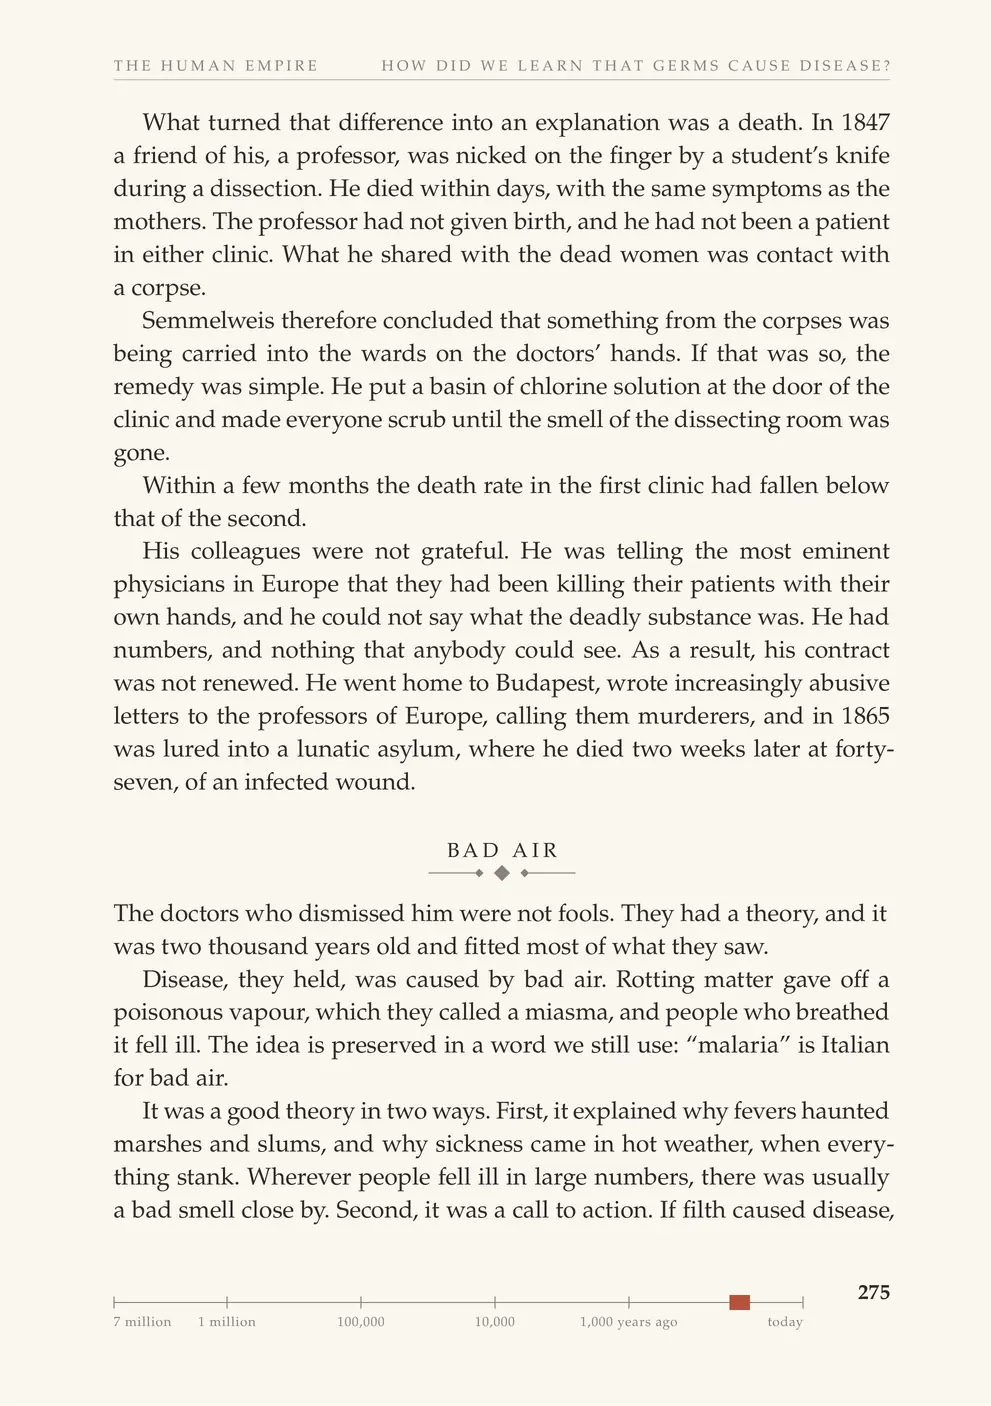 THE HUMAN EMPIRE HOW DID WE LEARN THAT GERMS CAUSE DISEASE?
What turned that difference into an explanation was a death. In 1847
a friend of his, a professor, was nicked on the finger by a student’s knife
during a dissection. He died within days, with the same symptoms as the
mothers. The professor had not given birth, and he had not been a patient
in either clinic. What he shared with the dead women was contact with
a corpse.
Semmelweis therefore concluded that something from the corpses was
being carried into the wards on the doctors’ hands. If that was so, the
remedy was simple. He put a basin of chlorine solution at the door of the
clinic and made everyone scrub until the smell of the dissecting room was
gone.
Within a few months the death rate in the first clinic had fallen below
that of the second.
His colleagues were not grateful. He was telling the most eminent
physicians in Europe that they had been killing their patients with their
own hands, and he could not say what the deadly substance was. He had
numbers, and nothing that anybody could see. As a result, his contract
was not renewed. He went home to Budapest, wrote increasingly abusive
letters to the professors of Europe, calling them murderers, and in 1865
was lured into a lunatic asylum, where he died two weeks later at forty-
seven, of an infected wound.
BAD AIR
The doctors who dismissed him were not fools. They had a theory, and it
was two thousand years old and fitted most of what they saw.
Disease, they held, was caused by bad air. Rotting matter gave off a
poisonous vapour, which they called a miasma, and people who breathed
it fell ill. The idea is preserved in a word we still use: “malaria” is Italian
for bad air.
It was a good theory in two ways. First, it explained why fevers haunted
marshes and slums, and why sickness came in hot weather, when every-
thing stank. Wherever people fell ill in large numbers, there was usually
a bad smell close by. Second, it was a call to action. If filth caused disease,
275
7 million 1 million 100,000 10,000 1,000 years ago today